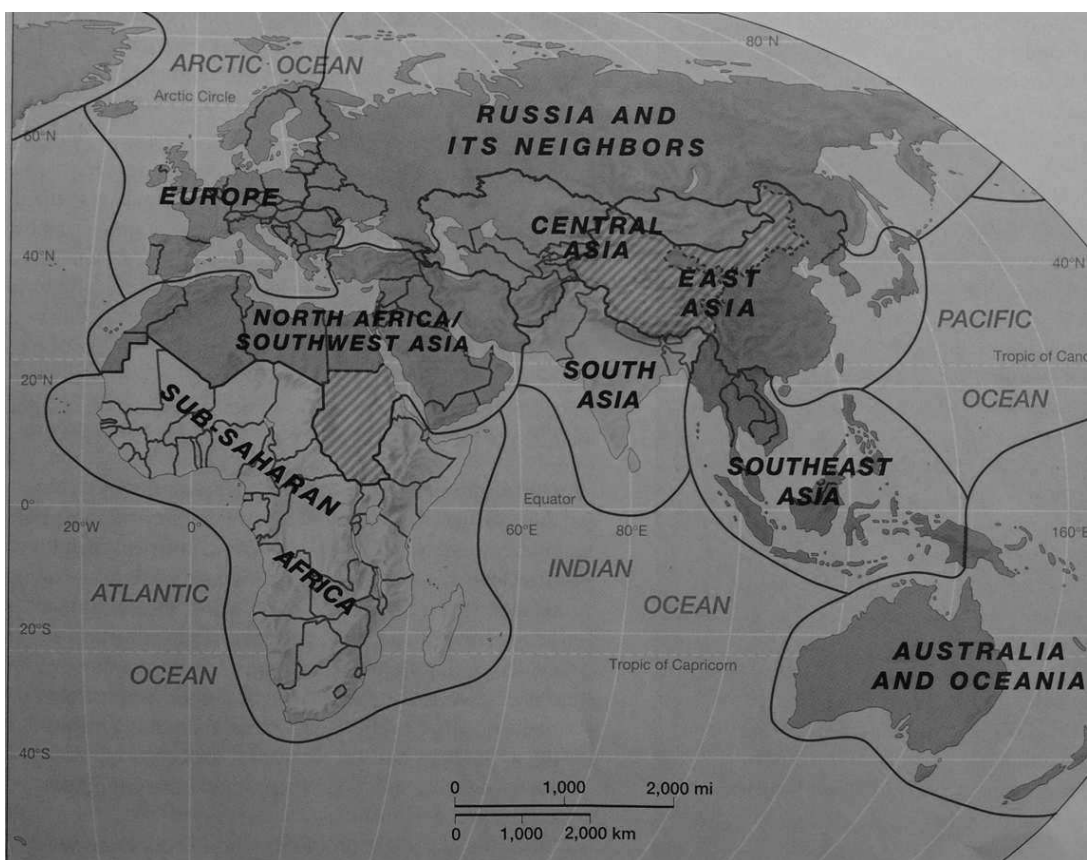 80°N
ARCTIC OCEAN
Arctic Circle
RUSSIA AND
ITS NEIGHBORS
60°N
EUROPE
CENTRAL
ASIA
40°N
40°N
EAST
ASIA
NORTH AFRICA/
SOUTHWEST ASIA
PACIFIC
Tropic of Canc
OCEAN
20°N
SOUTH
ASIA
SUB-SAHARAN
AFRICA
SOUTHEAST
ASIA
Equator
0°
20°W
0°
60°E
80°E
160°E
INDIAN
OCEAN
ATLANTIC
OCEAN
20°S
Tropic of Capricorn
AUSTRALIA
AND OCEANIA
40°S
0 1,000 2,000 mi
0 1,000 2,000 km